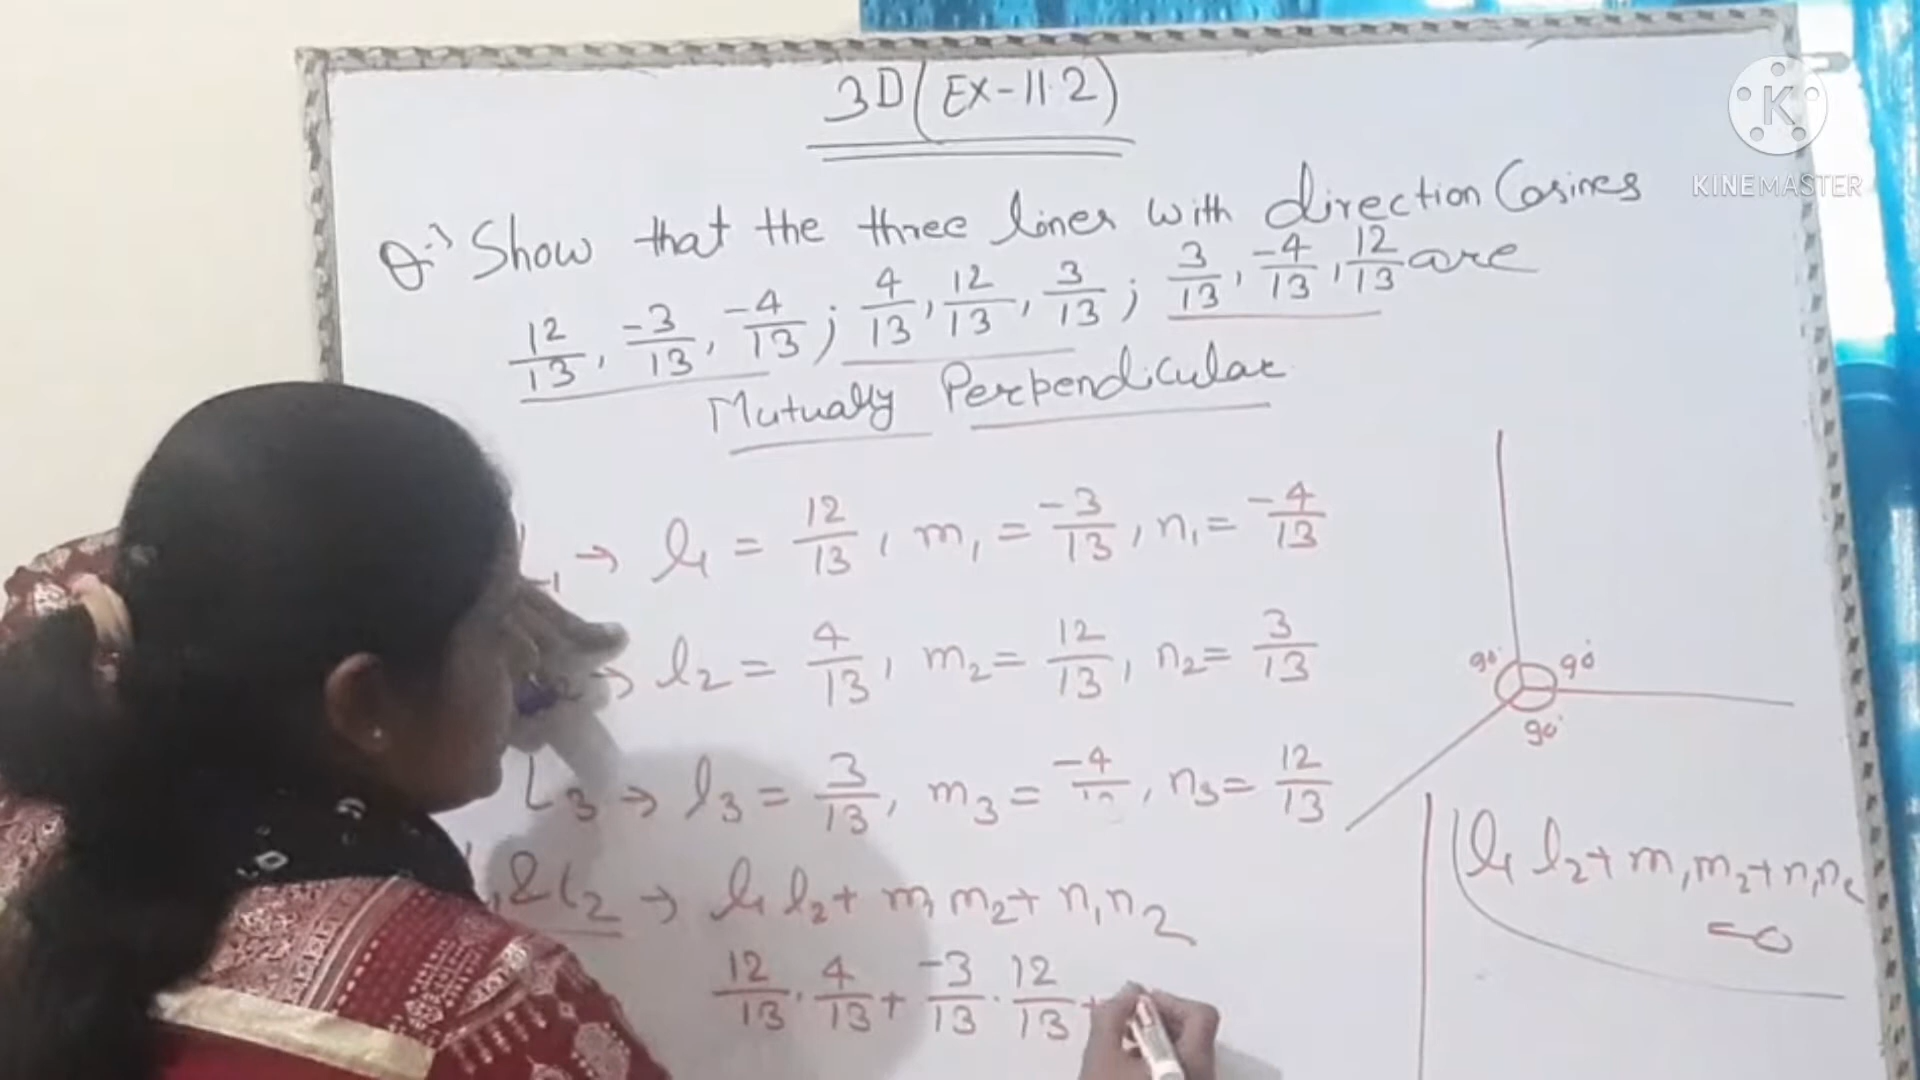 3D (EX-11.2)
K
KINEMASTER
Q.→ Show that the three lines with direction Cosines
12/13, -3/13, -4/13; 4/13, 12/13, 3/13; 3/13, -4/13, 12/13 are
Mutually Perpendicular
→ l1 = 12/13, m1 = -3/13, n1 = -4/13
→ l2 = 4/13, m2 = 12/13, n2 = 3/13
L3 → l3 = 3/13, m3 = -4/13, n3 = 12/13
& L2 → l1 l2 + m1 m2 + n1 n2
12/13 . 4/13 + -3/13 . 12/13 +
90°
90°
90°
l1 l2 + m1 m2 + n1 n2
=0